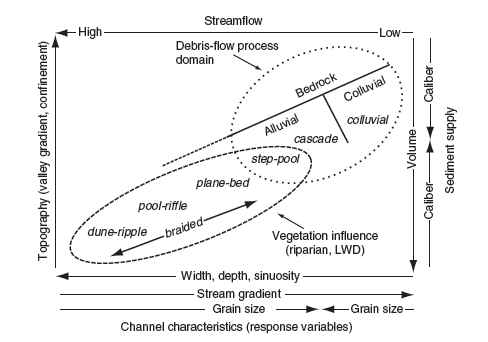 Streamflow
High
Low
Debris-flow process
domain
Bedrock
Alluvial
Colluvial
colluvial
cascade
step-pool
plane-bed
pool-riffle
dune-ripple
braided
Vegetation influence
(riparian, LWD)
Topography (valley gradient, confinement)
Volume
Caliber
Caliber
Sediment supply
Width, depth, sinuosity
Stream gradient
Grain size
Grain size
Channel characteristics (response variables)